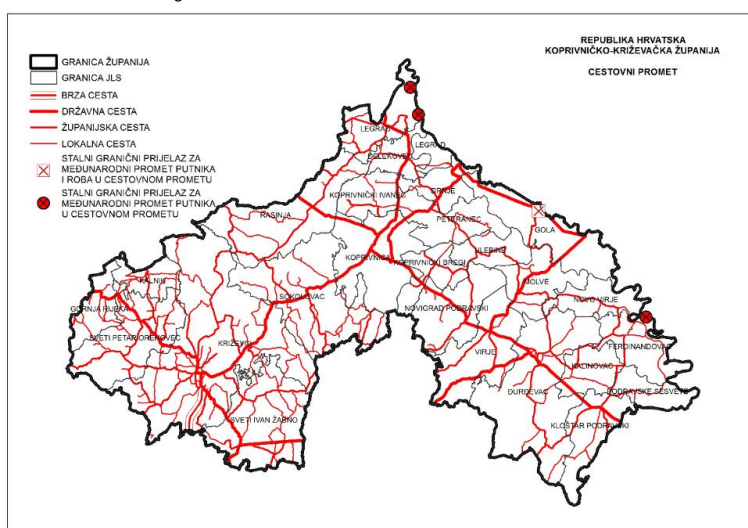 REPUBLIKA HRVATSKA
KOPRIVNIČKO-KRIŽEVAČKA ŽUPANIJA
CESTOVNI PROMET
GRANICA ŽUPANIJA
GRANICA JLS
BRZA CESTA
DRŽAVNA CESTA
ŽUPANIJSKA CESTA
LOKALNA CESTA
STALNI GRANIČNI PRIJELAZ ZA
MEĐUNARODNI PROMET PUTNIKA
I ROBA U CESTOVNOM PROMETU
STALNI GRANIČNI PRIJELAZ ZA
MEĐUNARODNI PROMET PUTNIKA
U CESTOVNOM PROMETU
LEGRAD
LEGRAD
ĐELEKOVEC
DRNJE
KOPRIVNIČKI IVANEC
RASINJA
PETERANEC
GOLA
HLEBINE
KOPRIVNICA
KOPRIVNIČKI BREGI
MOLVE
KALNIK
SOKOLOVAC
NOVO VIRJE
GORNJA RIJEKA
NOVIGRAD PODRAVSKI
SVETI PETAR OREHOVEC
KRIŽEVCI
FERDINANDOVAC
VIRJE
KALINOVAC
ĐURĐEVAC
PODRAVSKE SESVETE
SVETI IVAN ŽABNO
KLOŠTAR PODRAVSKI